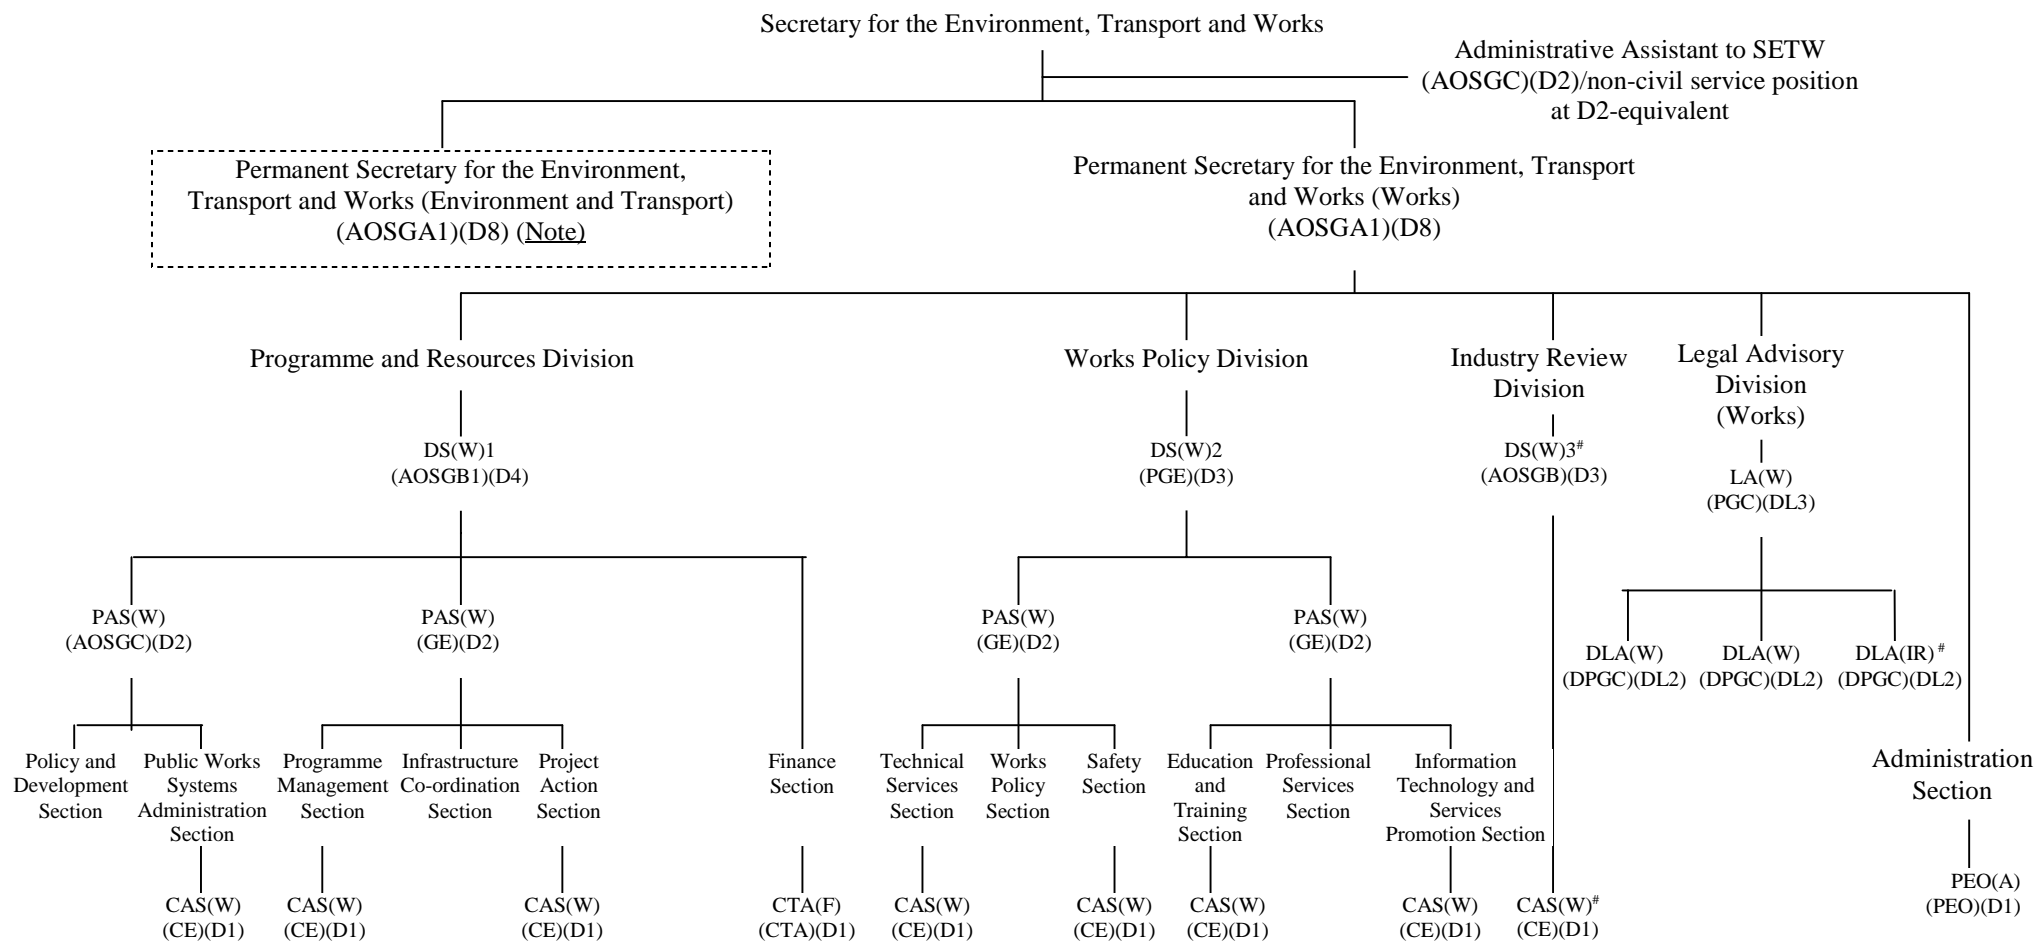 Secretary for the Environment, Transport and Works
Administrative Assistant to SETW
(AOSGC)(D2)/non-civil service position
at D2-equivalent
Permanent Secretary for the Environment,
Transport and Works (Environment and Transport)
(AOSGA1)(D8) (Note)
Permanent Secretary for the Environment, Transport
and Works (Works)
(AOSGA1)(D8)
Programme and Resources Division
Works Policy Division
Industry Review
Division
Legal Advisory
Division
(Works)
DS(W)1
(AOSGB1)(D4)
DS(W)2
(PGE)(D3)
DS(W)3#
(AOSGB)(D3)
LA(W)
(PGC)(DL3)
PAS(W)
(AOSGC)(D2)
PAS(W)
(GE)(D2)
PAS(W)
(GE)(D2)
PAS(W)
(GE)(D2)
DLA(W)
(DPGC)(DL2)
DLA(W)
(DPGC)(DL2)
DLA(IR) #
(DPGC)(DL2)
Policy and
Development
Section
Public Works
Systems
Administration
Section
Programme
Management
Section
Infrastructure
Co-ordination
Section
Project
Action
Section
Finance
Section
Technical
Services
Section
Works
Policy
Section
Safety
Section
Education
and
Training
Section
Professional
Services
Section
Information
Technology and
Services
Promotion Section
Administration
Section
CAS(W)
(CE)(D1)
CAS(W)
(CE)(D1)
CAS(W)
(CE)(D1)
CTA(F)
(CTA)(D1)
CAS(W)
(CE)(D1)
CAS(W)
(CE)(D1)
CAS(W)
(CE)(D1)
CAS(W)
(CE)(D1)
CAS(W)#
(CE)(D1)
PEO(A)
(PEO)(D1)